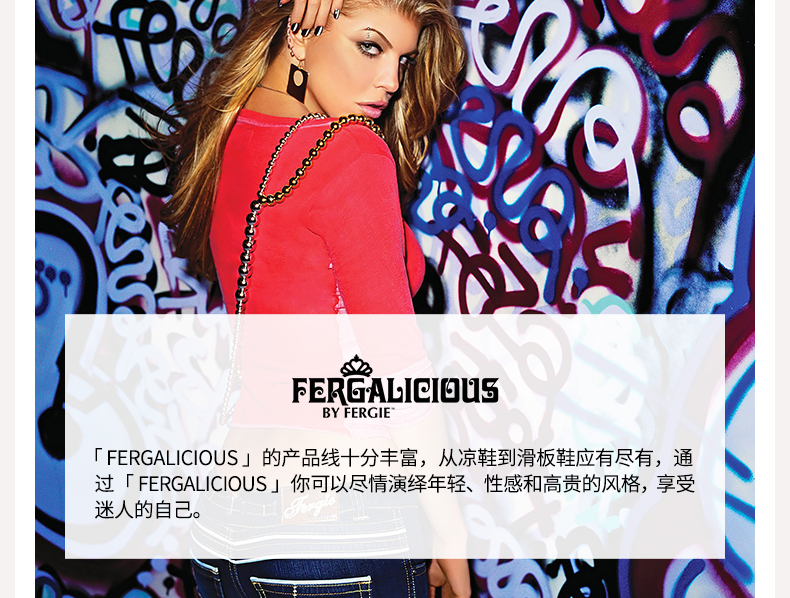 FERGALICIOUS
BY FERGIE™
「 FERGALICIOUS 」的产品线十分丰富，从凉鞋到滑板鞋应有尽有，通
过「 FERGALICIOUS 」你可以尽情演绎年轻、性感和高贵的风格，享受
迷人的自己。
Fergie